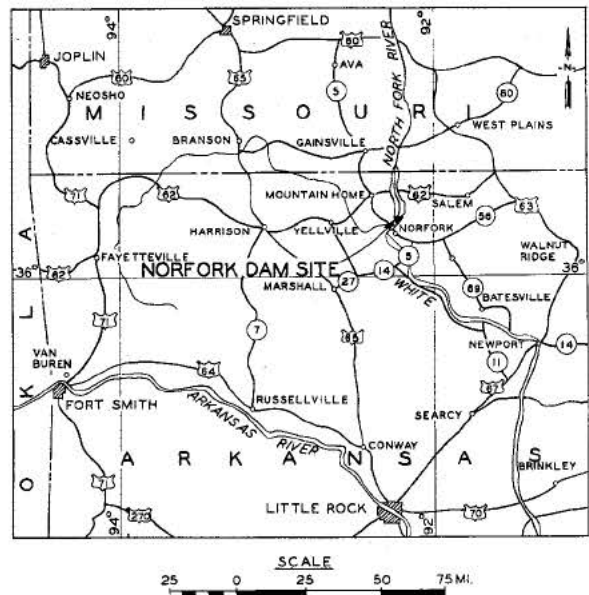 94°
SPRINGFIELD
92°
JOPLIN
60
AVA
60
65
5
60
NEOSHO
MISSOURI
NORTH FORK RIVER
N
CASSVILLE
BRANSON
GAINSVILLE
WEST PLAINS
71
62
MOUNTAIN HOME
62
SALEM
63
HARRISON
YELLVILLE
NORFORK
56
WALNUT
RIDGE
FAYETTEVILLE
5
36°
62
NORFORK DAM SITE
27
14
WHITE
69
36°
MARSHALL
BATESVILLE
71
7
65
NEWPORT
14
VAN
BUREN
64
11
67
FORT SMITH
RUSSELLVILLE
SEARCY
ARKANSAS
RIVER
CONWAY
OKLA
ARKANSAS
BRINKLEY
71
LITTLE ROCK
94°
270
92°
70
SCALE
25 0 25 50 75 MI.